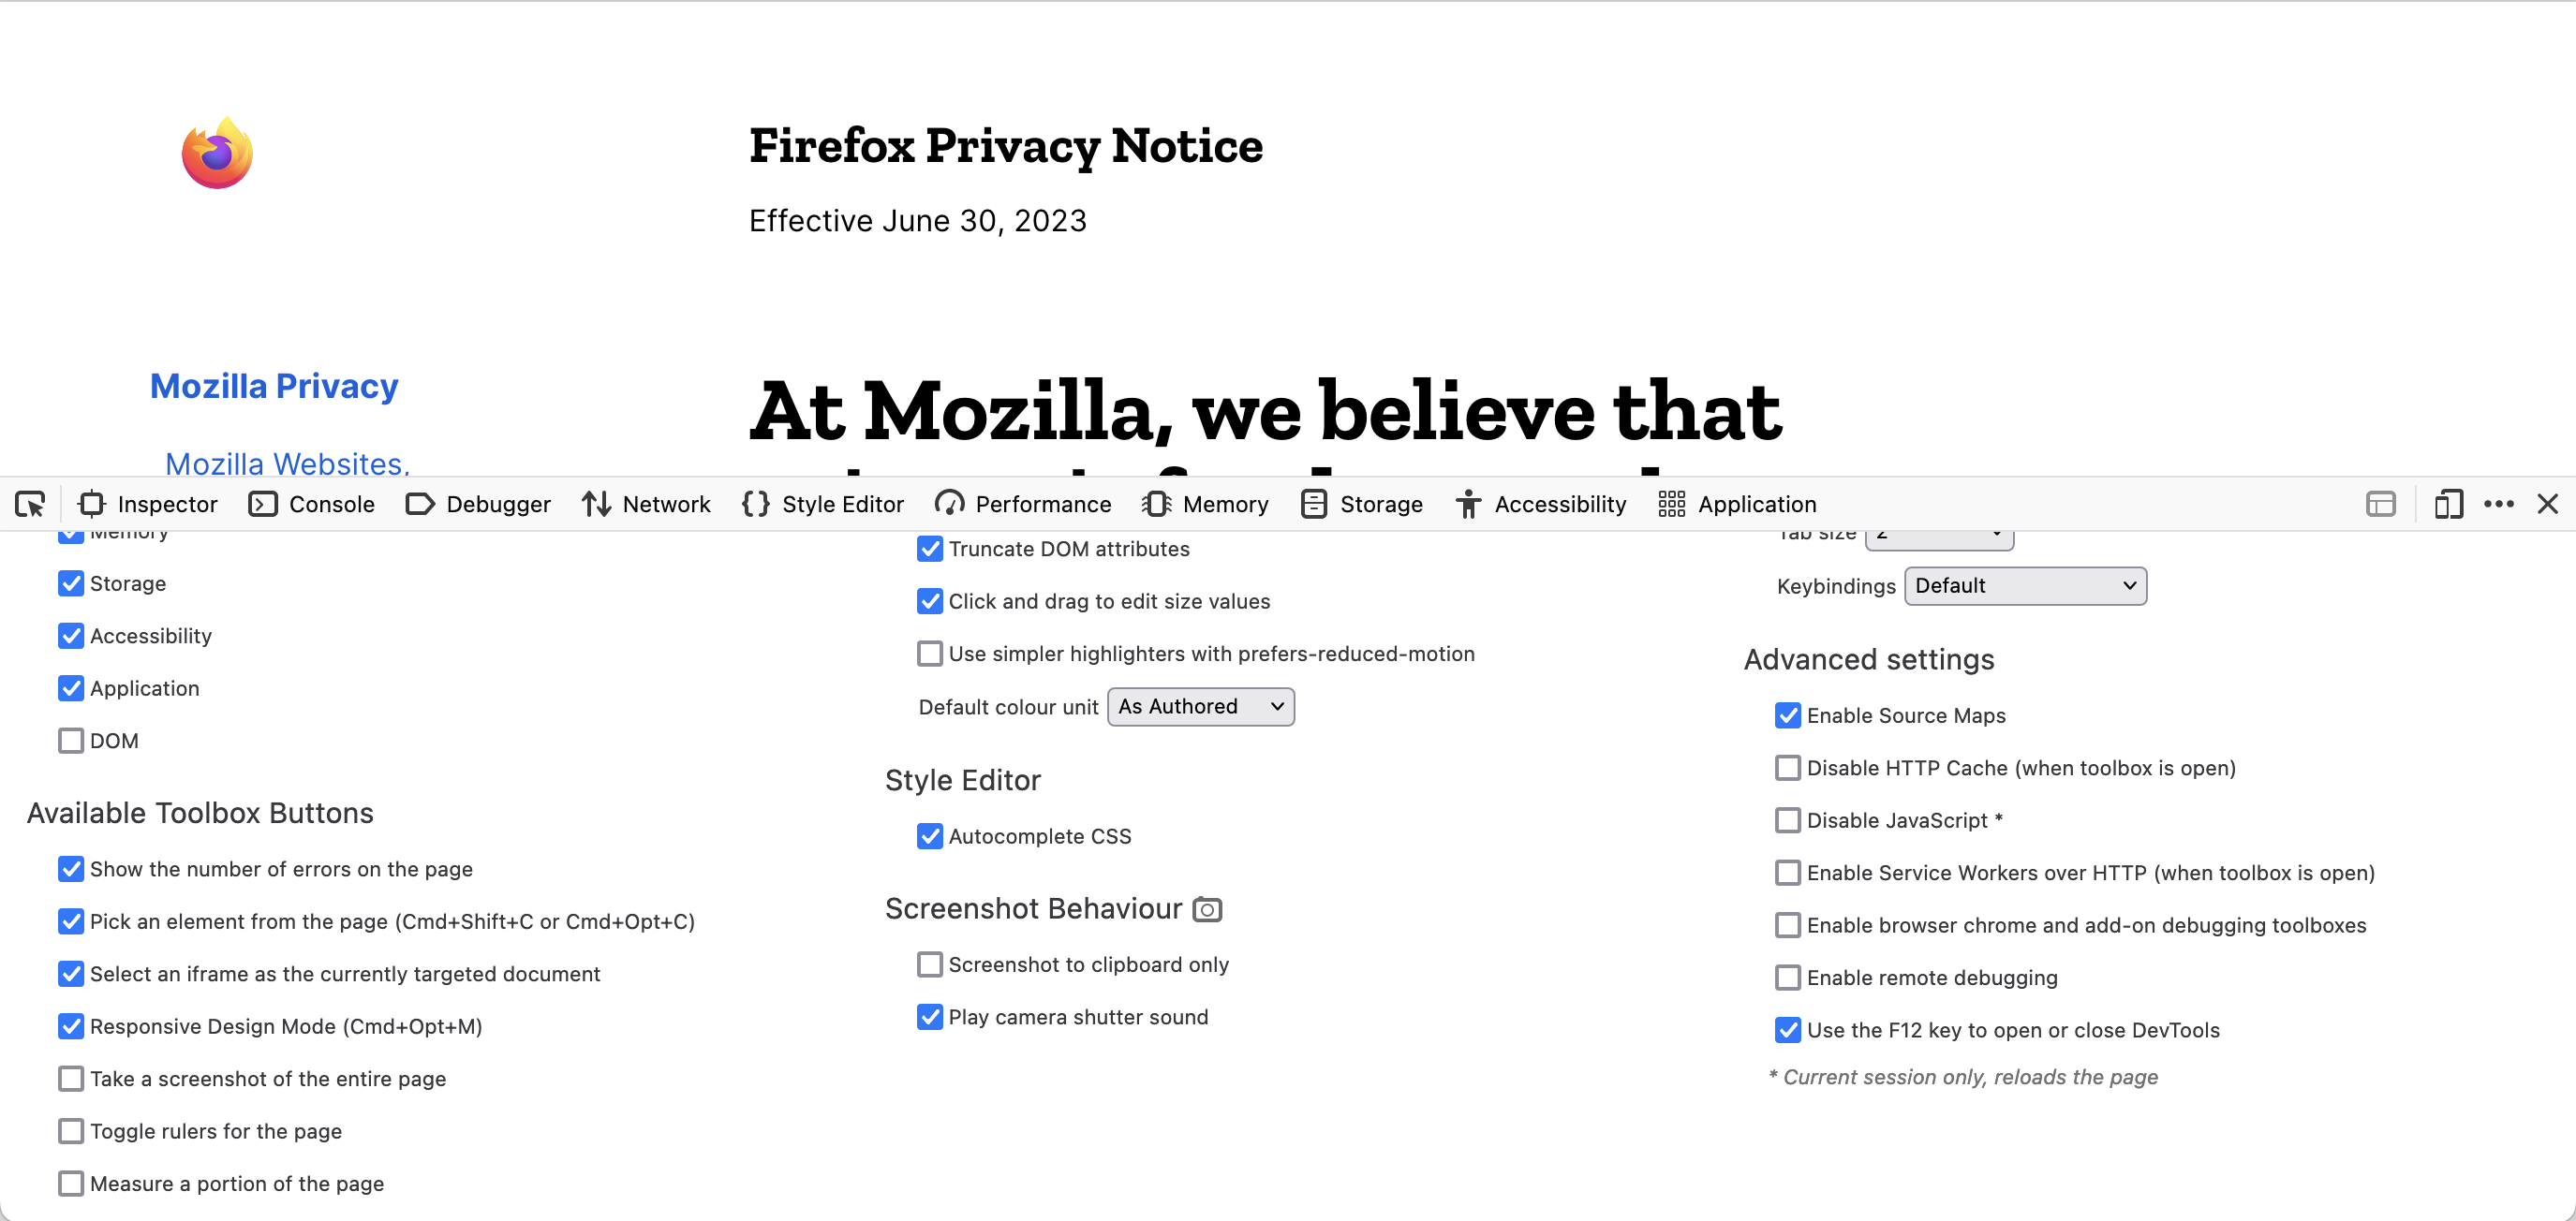 Firefox Privacy Notice
Effective June 30, 2023
Mozilla Privacy
Mozilla Websites,
At Mozilla, we believe that
Inspector Console Debugger Network Style Editor Performance Memory Storage Accessibility Application
Memory
Storage
Accessibility
Application
DOM
Available Toolbox Buttons
Show the number of errors on the page
Pick an element from the page (Cmd+Shift+C or Cmd+Opt+C)
Select an iframe as the currently targeted document
Responsive Design Mode (Cmd+Opt+M)
Take a screenshot of the entire page
Toggle rulers for the page
Measure a portion of the page
Truncate DOM attributes
Click and drag to edit size values
Use simpler highlighters with prefers-reduced-motion
Default colour unit As Authored
Style Editor
Autocomplete CSS
Screenshot Behaviour
Screenshot to clipboard only
Play camera shutter sound
Tab size 2
Keybindings Default
Advanced settings
Enable Source Maps
Disable HTTP Cache (when toolbox is open)
Disable JavaScript *
Enable Service Workers over HTTP (when toolbox is open)
Enable browser chrome and add-on debugging toolboxes
Enable remote debugging
Use the F12 key to open or close DevTools
* Current session only, reloads the page